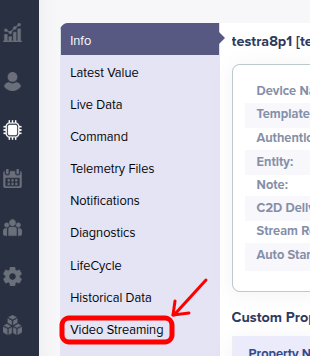 Info
Latest Value
Live Data
Command
Telemetry Files
Notifications
Diagnostics
LifeCycle
Historical Data
Video Streaming
testra8p1 [te
Device Na
Template
Authentic
Entity:
Note:
C2D Deliv
Stream R
Auto Star
Custom Prop
Property N